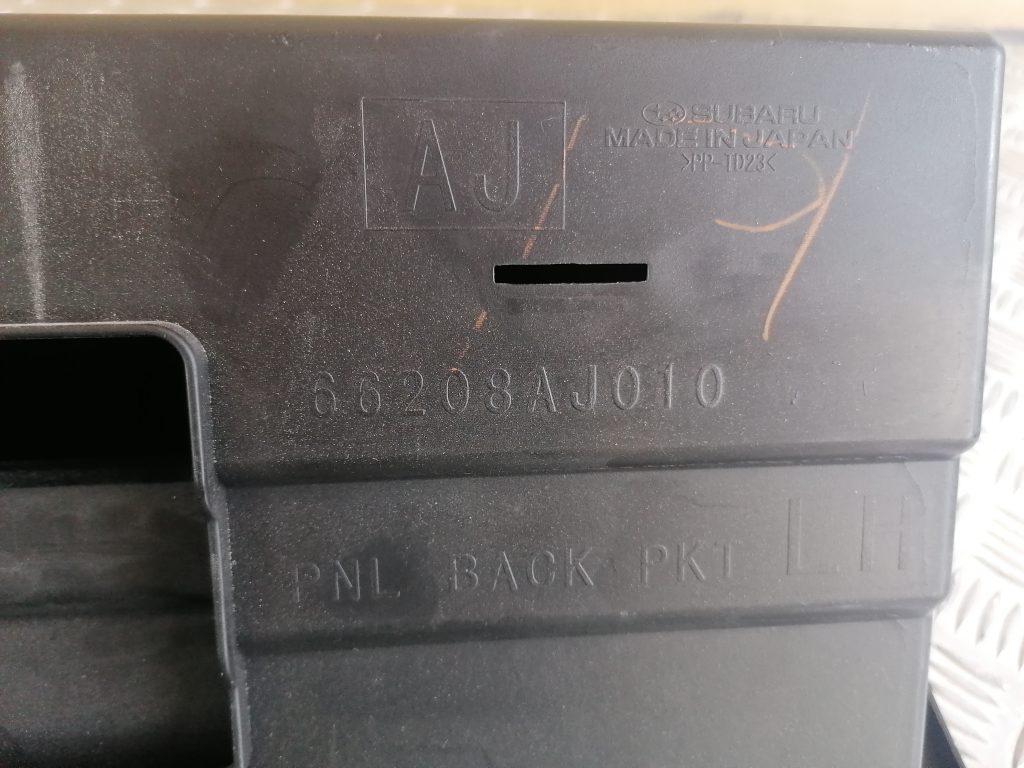 AJ
SUBARU
MADE IN JAPAN
>PP-TD23<
66208AJ010
PNL BACK PKT LH